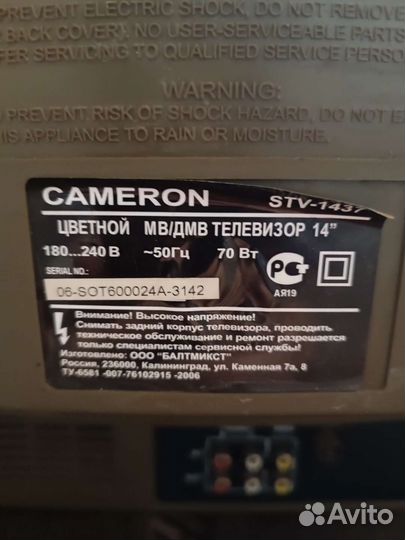 PREVENT ELECTRIC SHOCK, DO NOT REMOVE
BACK COVER) NO USER-SERVICEABLE PARTS
FER SERVICING TO QUALIFIED SERVICE PERSO
WARNING:
PREVENT RISK OF SHOCK HAZARD, DO NOT
IS APPLIANCE TO RAIN OR MOISTURE.
CAMERON STV-1437
ЦВЕТНОЙ МВ/ДМВ ТЕЛЕВИЗОР 14"
180...240 В ~50Гц 70 Вт
SERIAL NO.:
06-SOT600024A-3142
АЯ19
Внимание! Высокое напряжение!
Снимать задний корпус телевизора, проводить
техническое обслуживание и ремонт разрешается
только специалистам сервисной службы!
Изготовлено: ООО "БАЛТМИКСТ"
Россия, 236000, Калининград, ул. Каменная 7а, 8
ТУ-6581 -007-76102915 -2006
Avito